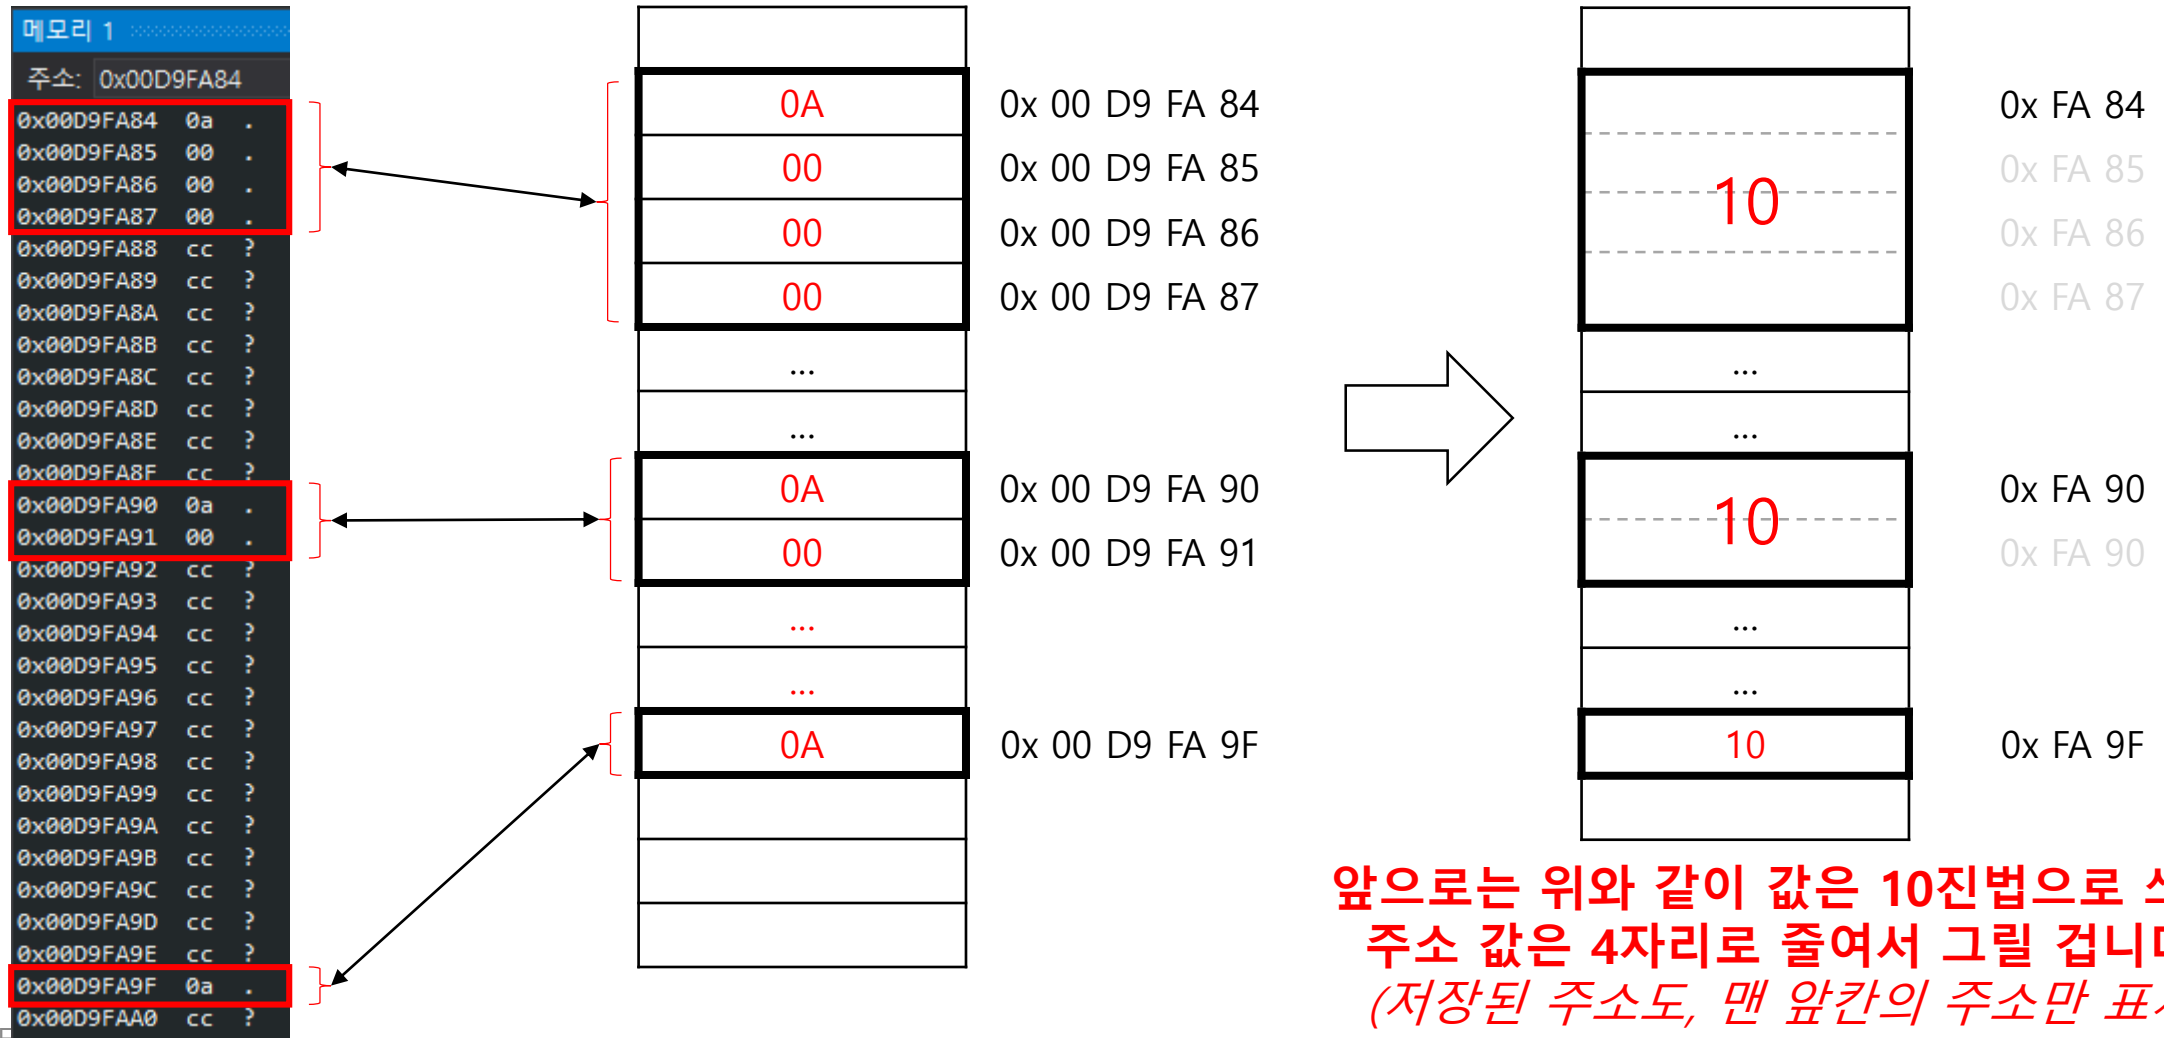 메모리 1
주소: 0x00D9FA84
0x00D9FA84 0a .
0x00D9FA85 00 .
0x00D9FA86 00 .
0x00D9FA87 00 .
0x00D9FA88 cc ?
0x00D9FA89 cc ?
0x00D9FA8A cc ?
0x00D9FA8B cc ?
0x00D9FA8C cc ?
0x00D9FA8D cc ?
0x00D9FA8E cc ?
0x00D9FA8F cc ?
0x00D9FA90 0a .
0x00D9FA91 00 .
0x00D9FA92 cc ?
0x00D9FA93 cc ?
0x00D9FA94 cc ?
0x00D9FA95 cc ?
0x00D9FA96 cc ?
0x00D9FA97 cc ?
0x00D9FA98 cc ?
0x00D9FA99 cc ?
0x00D9FA9A cc ?
0x00D9FA9B cc ?
0x00D9FA9C cc ?
0x00D9FA9D cc ?
0x00D9FA9E cc ?
0x00D9FA9F 0a .
0x00D9FAA0 cc ?
0A 0x 00 D9 FA 84
00 0x 00 D9 FA 85
00 0x 00 D9 FA 86
00 0x 00 D9 FA 87
...
...
0A 0x 00 D9 FA 90
00 0x 00 D9 FA 91
...
...
0A 0x 00 D9 FA 9F
0x FA 84
0x FA 85
10
0x FA 86
0x FA 87
...
...
0x FA 90
10
0x FA 90
...
...
10 0x FA 9F
앞으로는 위와 같이 값은 10진법으로
주소 값은 4자리로 줄여서 그릴 겁니
(저장된 주소도, 맨 앞칸의 주소만 표